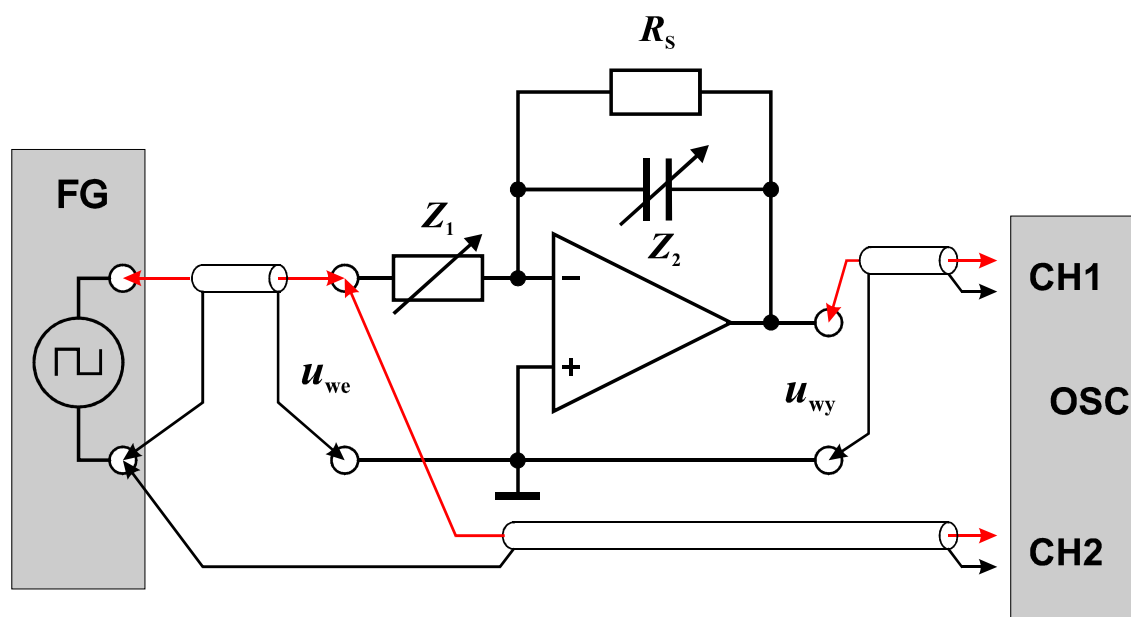 R_S
FG
Z_1
Z_2
−
CH1
+
u_we
u_wy
OSC
CH2